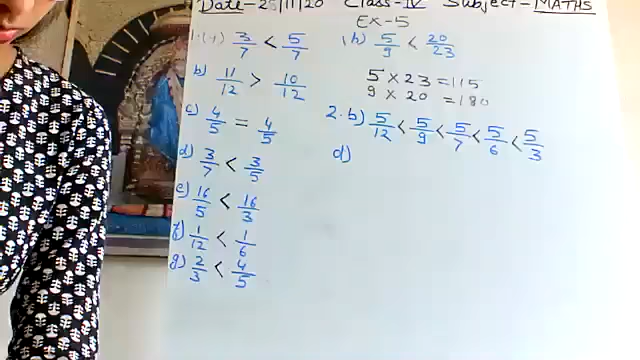 Date-25/11/20 Class-IV Subject-MATHS
Ex-5
1.(a) 3/7 < 5/7
b) 11/12 > 10/12
c) 4/5 = 4/5
d) 3/7 < 3/5
e) 16/5 < 16/3
f) 1/12 < 1/6
g) 2/3 < 4/5
(h) 5/9 < 20/23
5 × 23 = 115
9 × 20 = 180
2. b) 5/12 < 5/9 < 5/7 < 5/6 < 5/3
d)